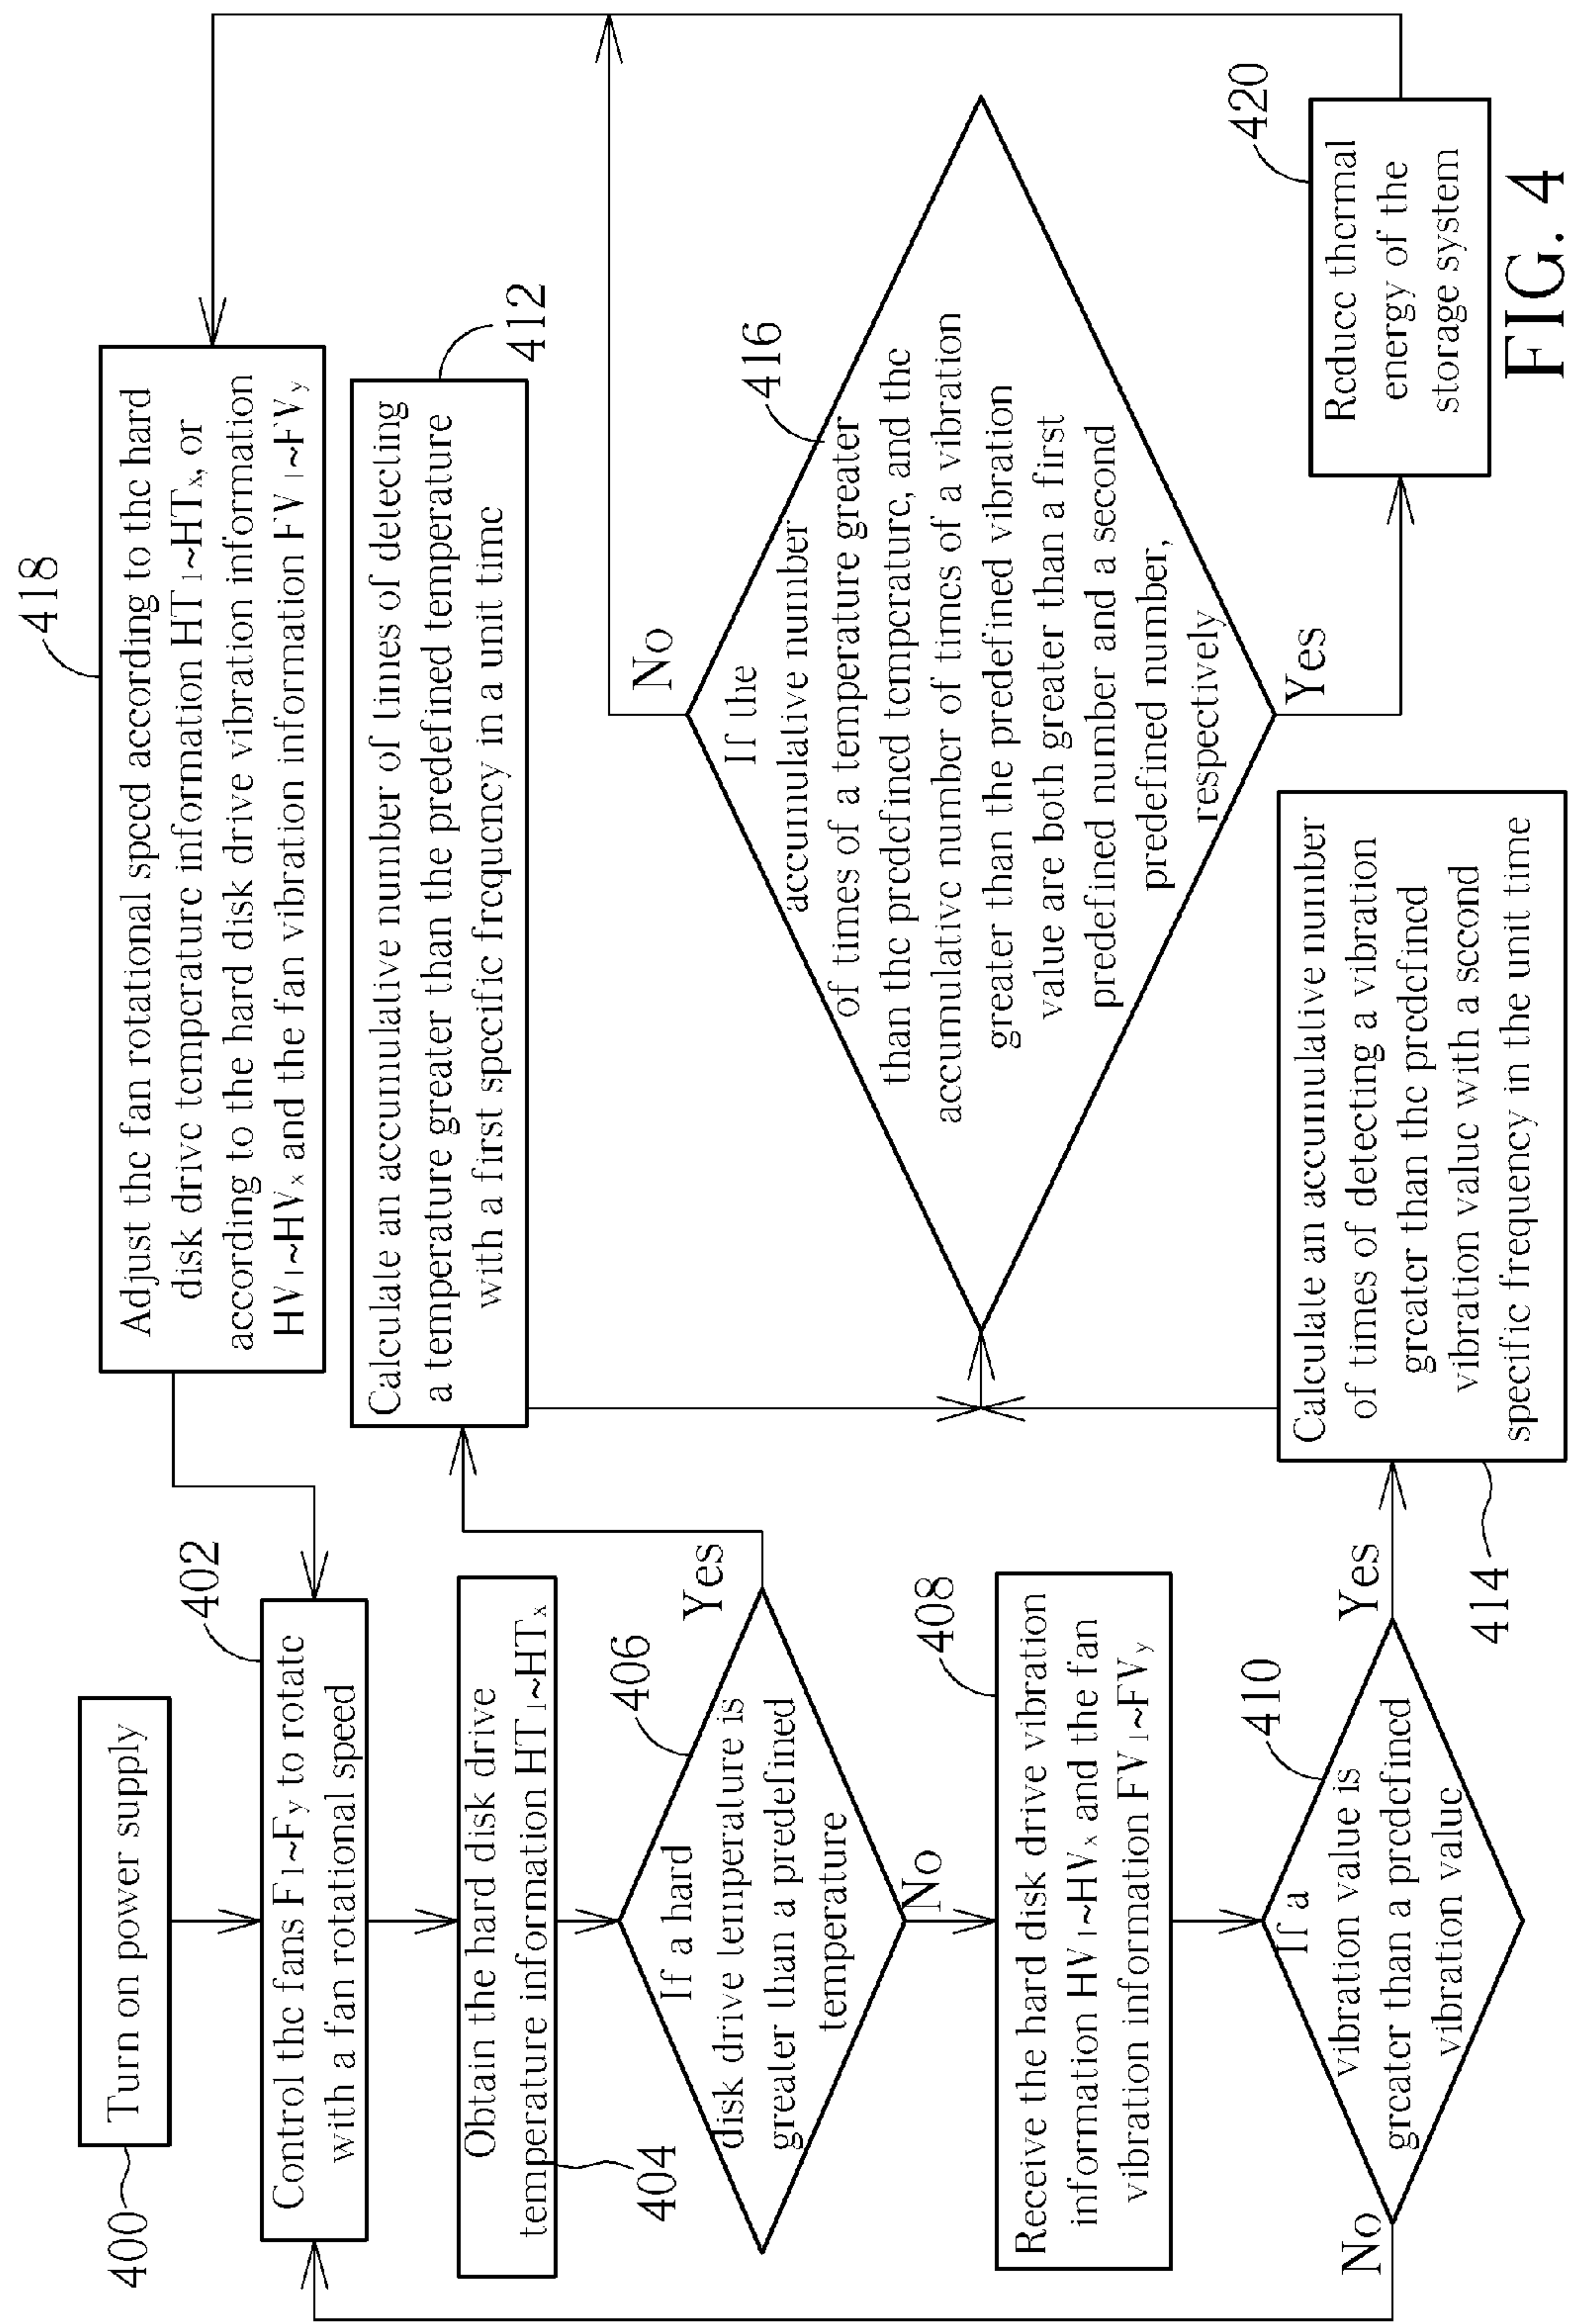 400
Turn on power supply
402
Control the fans F1~Fy to rotate
with a fan rotational speed
404
Obtain the hard disk drive
temperature information HT1~HTx
406
If a hard
disk drive temperature is
greater than a predefined
temperature
Yes
No
408
Receive the hard disk drive vibration
information HV1~HVx and the fan
vibration information FV1~FVy
410
If a
vibration value is
greater than a predefined
vibration value
No
Yes
418
Adjust the fan rotational speed according to the hard
disk drive temperature information HT1~HTx, or
according to the hard disk drive vibration information
HV1~HVx and the fan vibration information FV1~FVy
412
Calculate an accumulative number of times of detecting
a temperature greater than the predefined temperature
with a first specific frequency in a unit time
416
No
If the
accumulative number
of times of a temperature greater
than the predefined temperature, and the
accumulative number of times of a vibration
greater than the predefined vibration
value are both greater than a first
predefined number and a second
predefined number,
respectively
Yes
414
Calculate an accumulative number
of times of detecting a vibration
greater than the predefined
vibration value with a second
specific frequency in the unit time
420
Reduce thermal
energy of the
storage system
FIG. 4